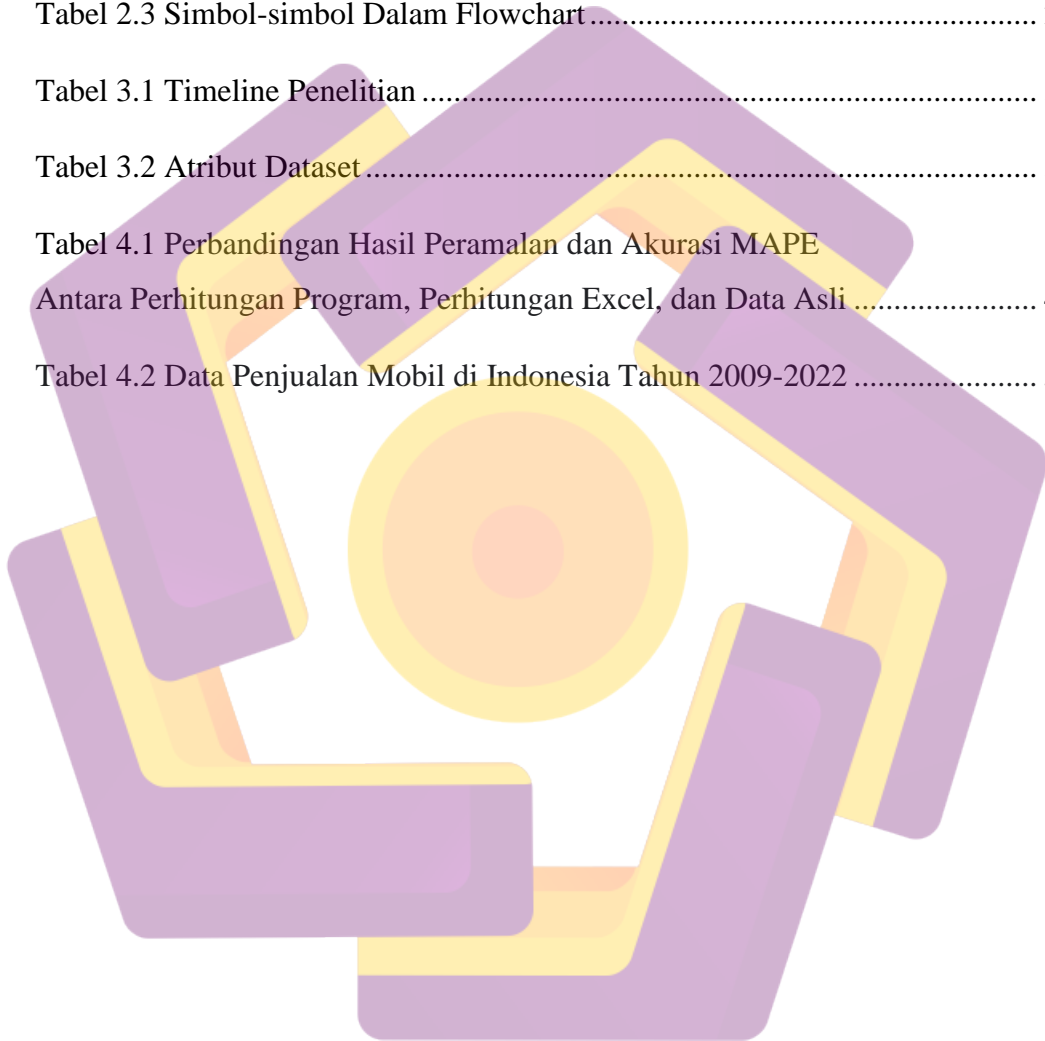 Tabel 2.3 Simbol-simbol Dalam Flowchart ........................................................
Tabel 3.1 Timeline Penelitian ..............................................................................
Tabel 3.2 Atribut Dataset .....................................................................................
Tabel 4.1 Perbandingan Hasil Peramalan dan Akurasi MAPE
Antara Perhitungan Program, Perhitungan Excel, dan Data Asli ......................
Tabel 4.2 Data Penjualan Mobil di Indonesia Tahun 2009-2022 ......................